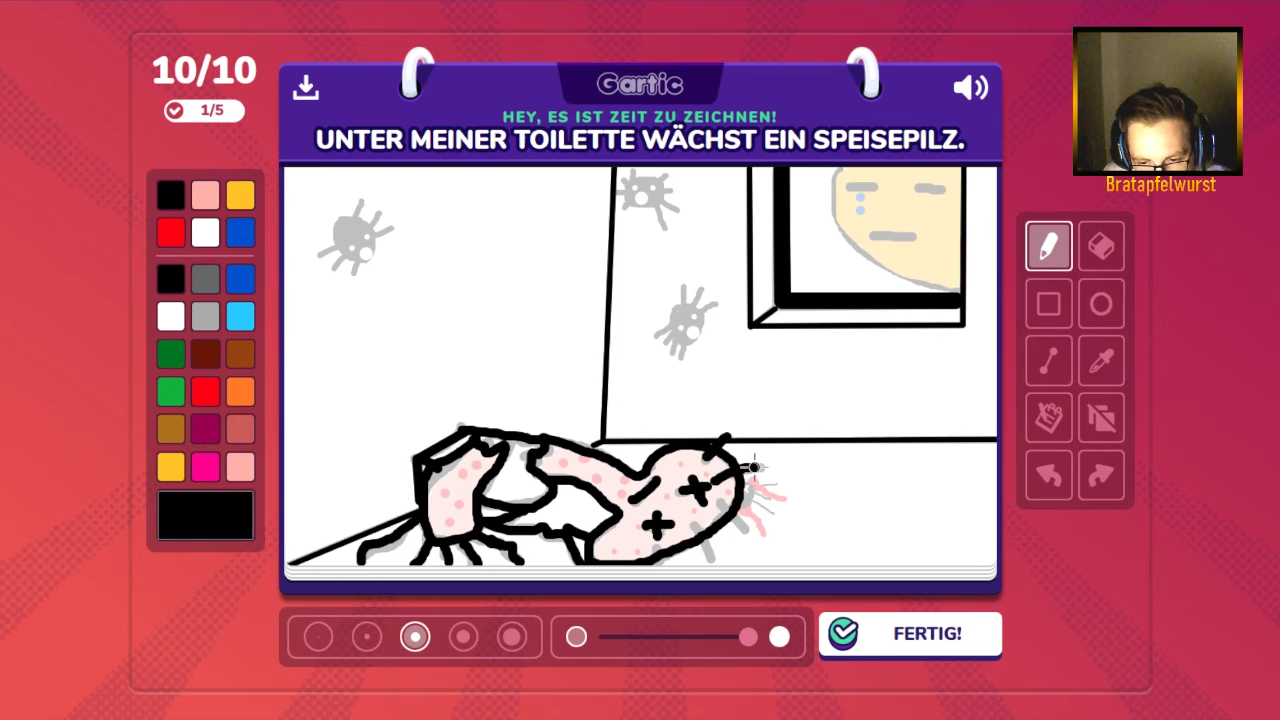 10/10
1/5
Gartic
HEY, ES IST ZEIT ZU ZEICHNEN!
UNTER MEINER TOILETTE WÄCHST EIN SPEISEPILZ.
Bratapfelwurst
FERTIG!